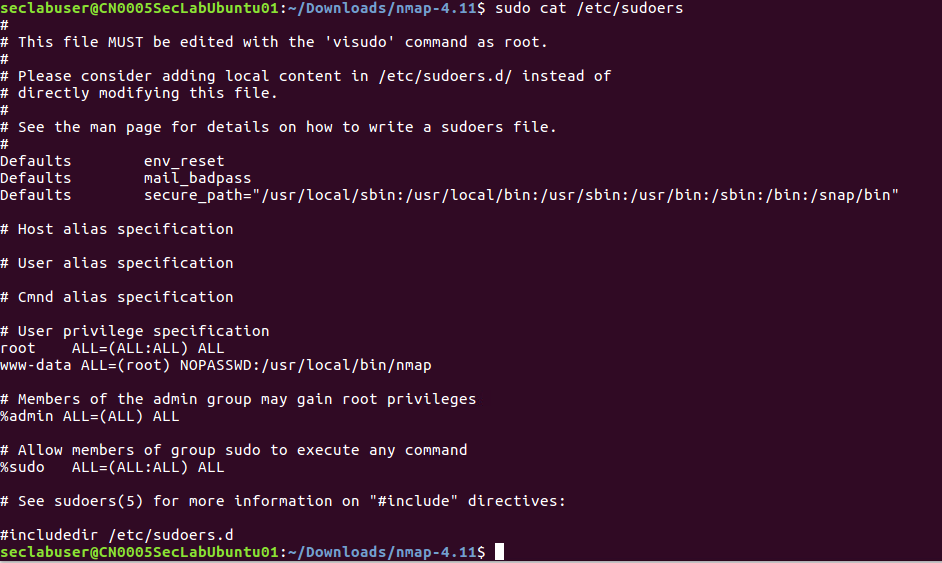 seclabuser@CN0005SecLabUbuntu01:~/Downloads/nmap-4.11$ sudo cat /etc/sudoers
#
# This file MUST be edited with the 'visudo' command as root.
#
# Please consider adding local content in /etc/sudoers.d/ instead of
# directly modifying this file.
#
# See the man page for details on how to write a sudoers file.
#
Defaults        env_reset
Defaults        mail_badpass
Defaults        secure_path="/usr/local/sbin:/usr/local/bin:/usr/sbin:/usr/bin:/sbin:/bin:/snap/bin"

# Host alias specification

# User alias specification

# Cmnd alias specification

# User privilege specification
root    ALL=(ALL:ALL) ALL
www-data ALL=(root) NOPASSWD:/usr/local/bin/nmap

# Members of the admin group may gain root privileges
%admin ALL=(ALL) ALL

# Allow members of group sudo to execute any command
%sudo   ALL=(ALL:ALL) ALL

# See sudoers(5) for more information on "#include" directives:

#includedir /etc/sudoers.d
seclabuser@CN0005SecLabUbuntu01:~/Downloads/nmap-4.11$